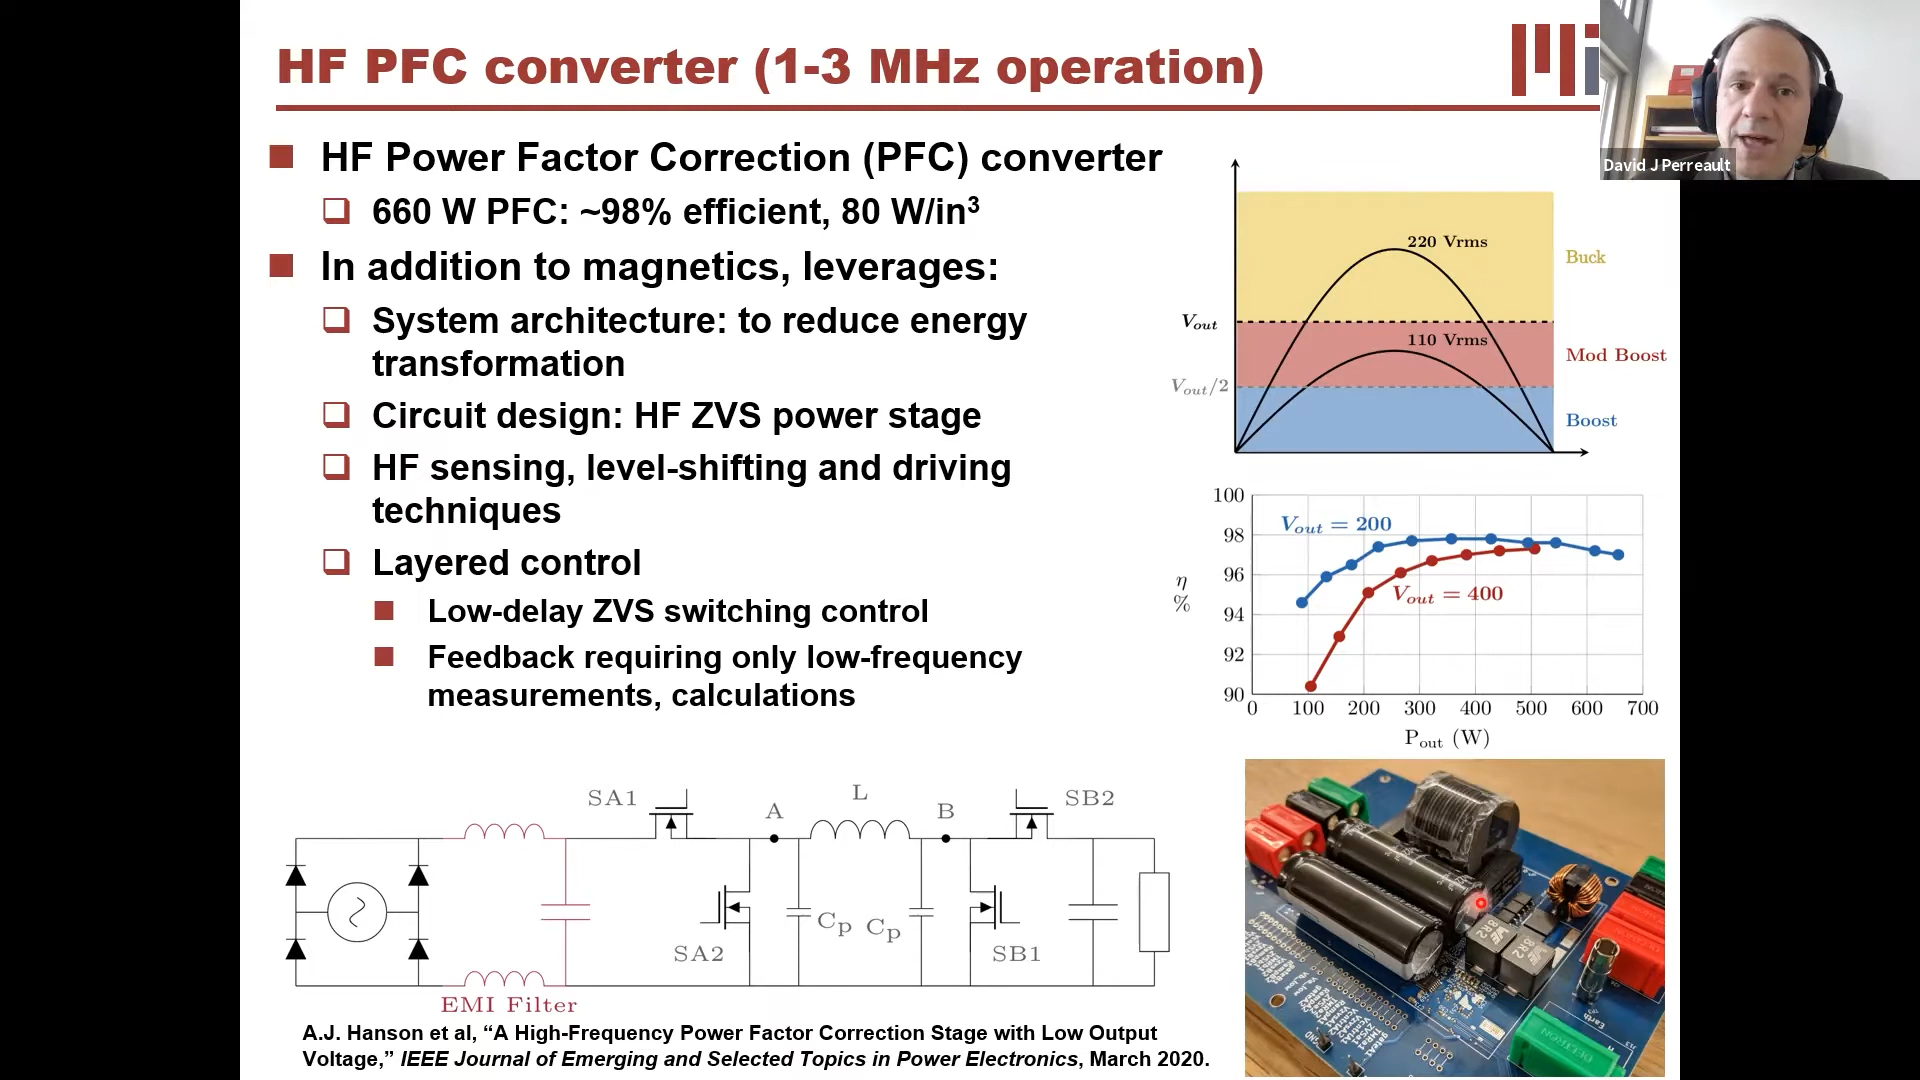 HF PFC converter (1-3 MHz operation)
David J Perreault
HF Power Factor Correction (PFC) converter
660 W PFC: ~98% efficient, 80 W/in³
In addition to magnetics, leverages:
System architecture: to reduce energy
transformation
Circuit design: HF ZVS power stage
HF sensing, level-shifting and driving
techniques
Layered control
Low-delay ZVS switching control
Feedback requiring only low-frequency
measurements, calculations
220 Vrms
Buck
Vout
110 Vrms
Mod Boost
Vout/2
Boost
100
98
96
94
92
90
η
%
Vout = 200
Vout = 400
0 100 200 300 400 500 600 700
Pout (W)
SA1
A
L
B
SB2
SA2
Cp
Cp
SB1
EMI Filter
A.J. Hanson et al, “A High-Frequency Power Factor Correction Stage with Low Output
Voltage,” IEEE Journal of Emerging and Selected Topics in Power Electronics, March 2020.
8R2
8R2
Earth
GND